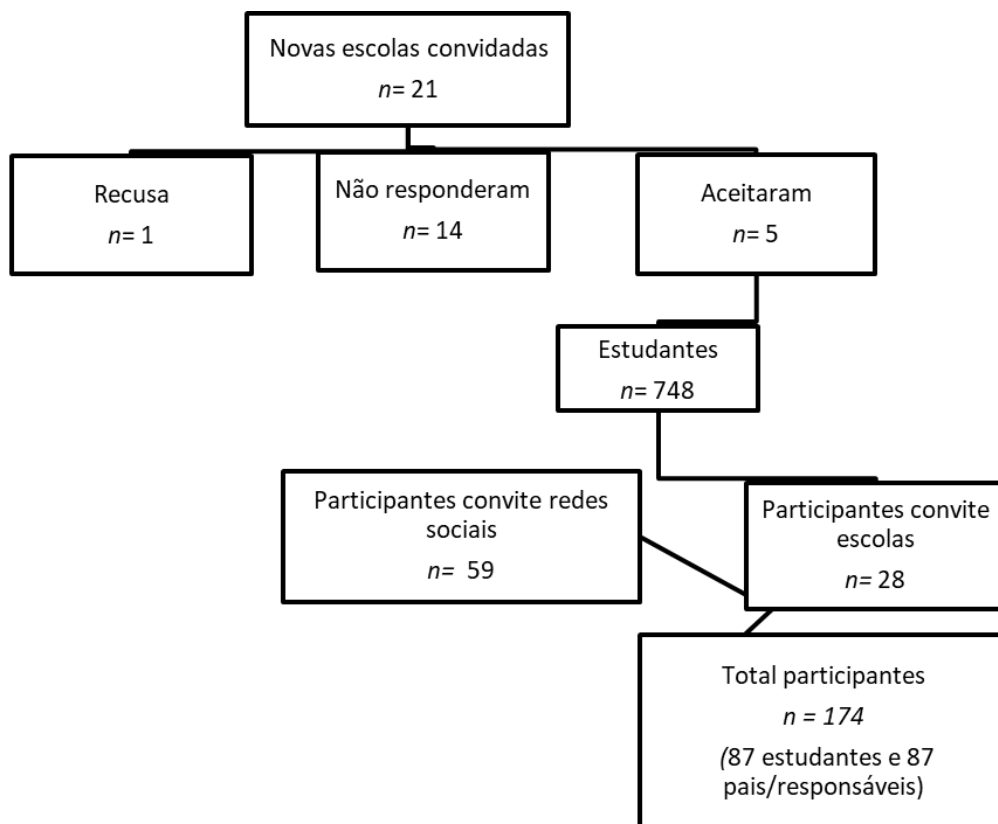 Novas escolas convidadas
n= 21
Recusa
n= 1
Não responderam
n= 14
Aceitaram
n= 5
Estudantes
n= 748
Participantes convite redes
sociais
n= 59
Participantes convite
escolas
n= 28
Total participantes
n = 174
(87 estudantes e 87
pais/responsáveis)